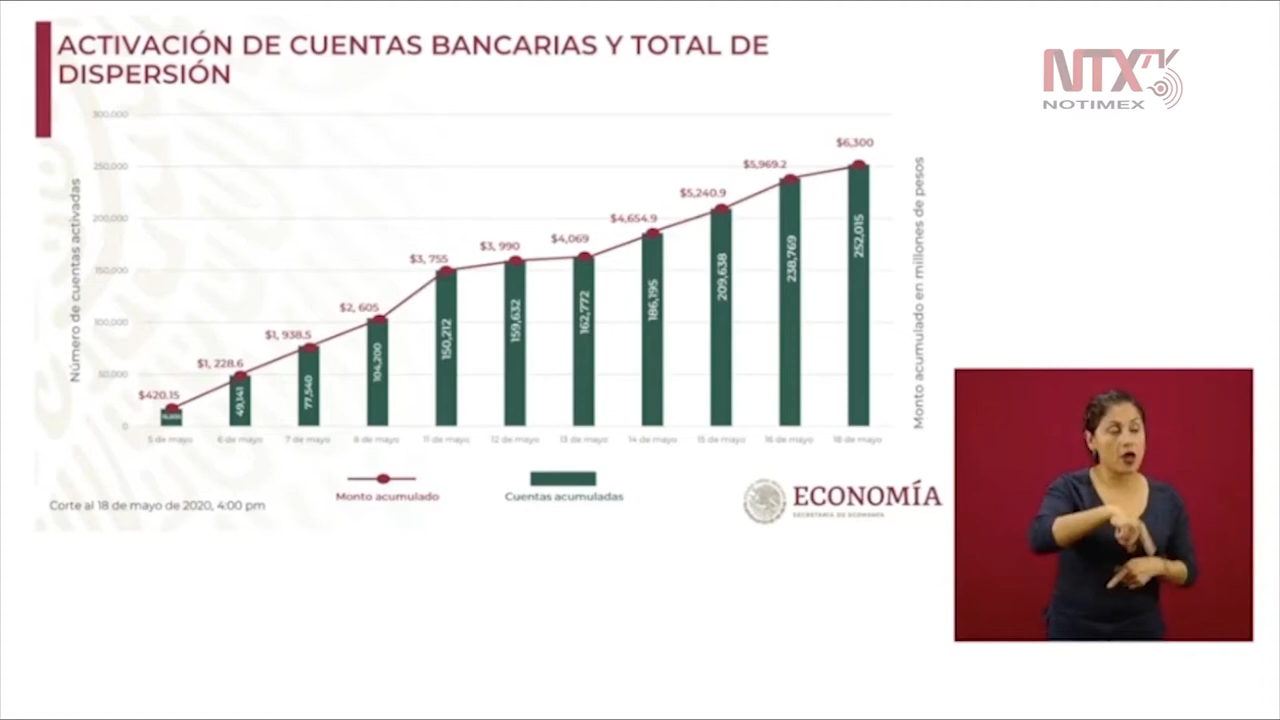 ACTIVACIÓN DE CUENTAS BANCARIAS Y TOTAL DE
DISPERSIÓN
NTX
NOTIMEX
Número de cuentas activadas
300,000
250,000
200,000
150,000
100,000
50,000
0
$420.15
$1, 228.6
$1, 938.5
$2, 605
$3, 755
$3, 990
$4,069
$4,654.9
$5,240.9
$5,969.2
$6,300
49,141
77,540
104,200
150,212
159,632
162,772
186,195
209,638
238,769
252,015
5 de mayo
6 de mayo
7 de mayo
8 de mayo
11 de mayo
12 de mayo
13 de mayo
14 de mayo
15 de mayo
16 de mayo
18 de mayo
Monto acumulado en millones de pesos
Monto acumulado
Cuentas acumuladas
Corte al 18 de mayo de 2020, 4:00 pm
ECONOMÍA
SECRETARÍA DE ECONOMÍA